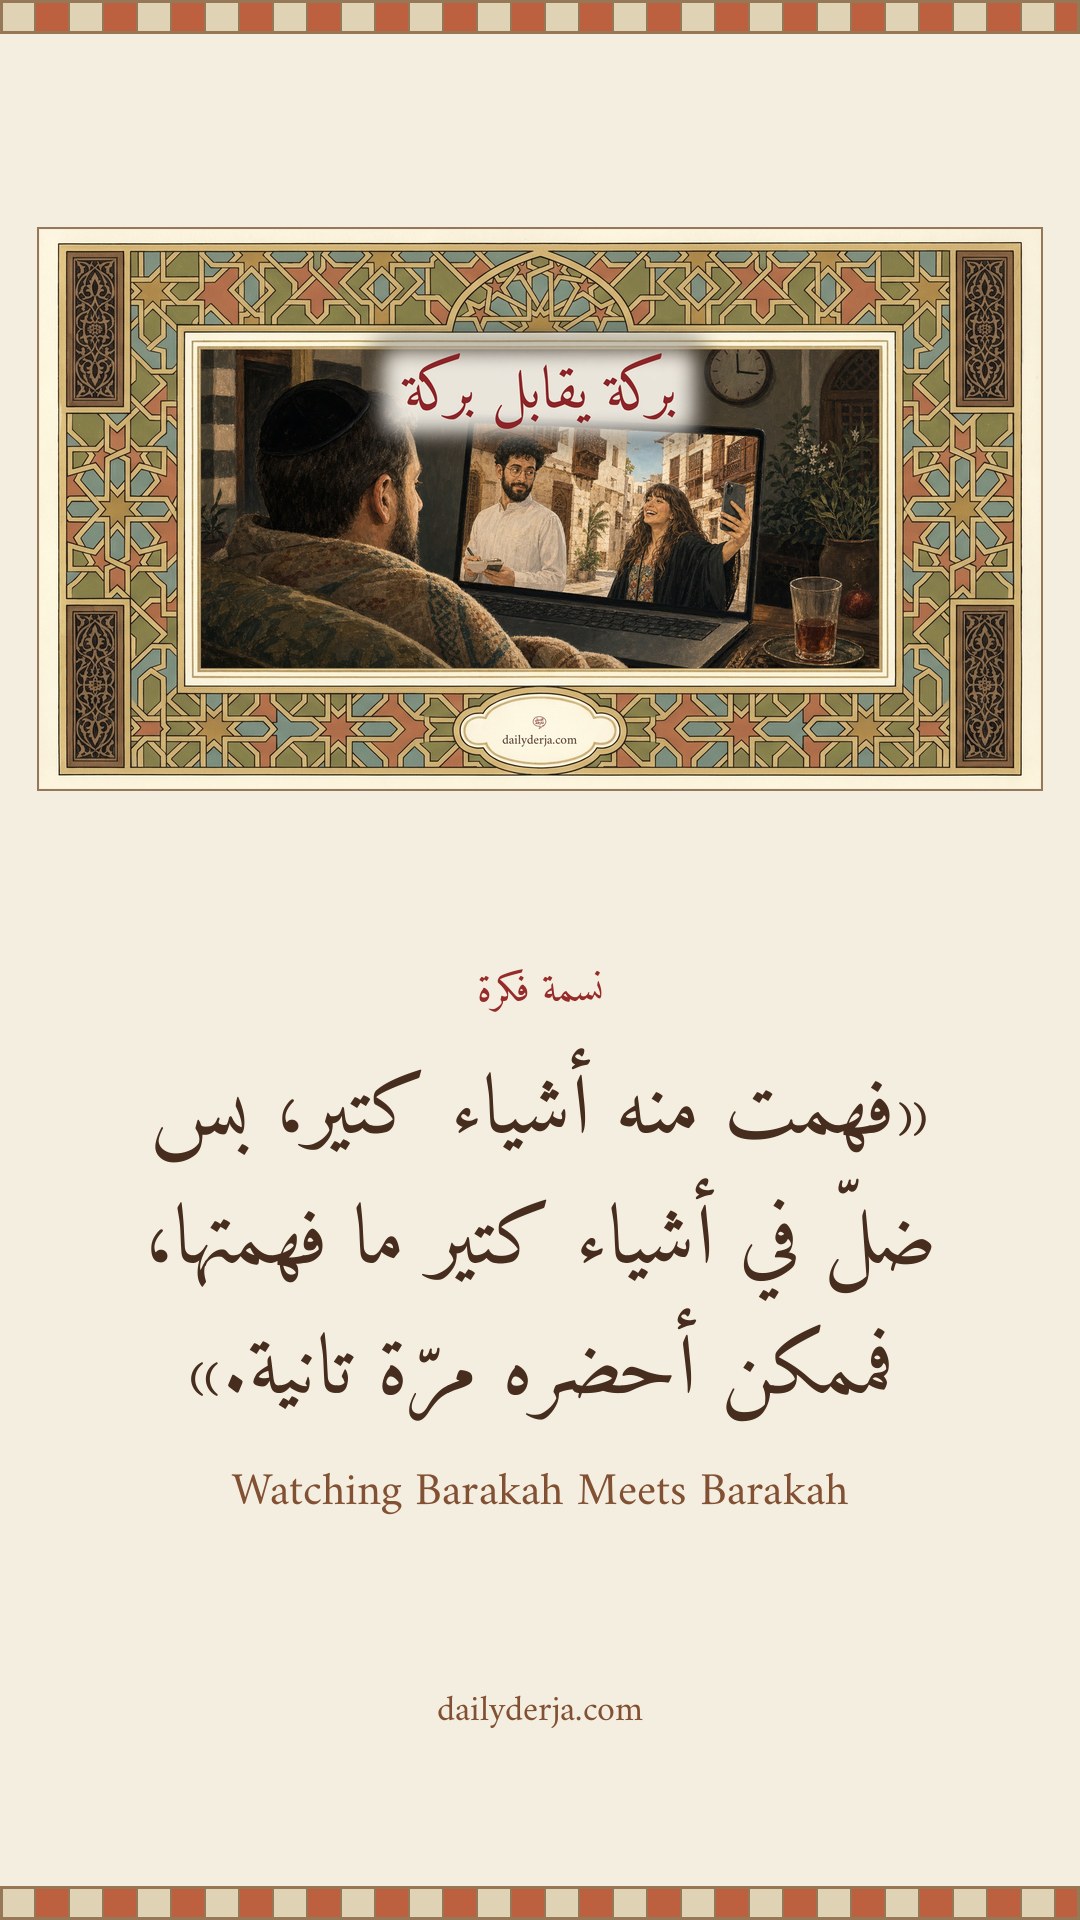 بركة يقابل بركة
dailyderja.com
نسمة فكرة
«فهمت منه أشياء كتير، بس
ضلّ في أشياء كتير ما فهمتها،
فممكن أحضره مرّة تانية.»
Watching Barakah Meets Barakah
dailyderja.com